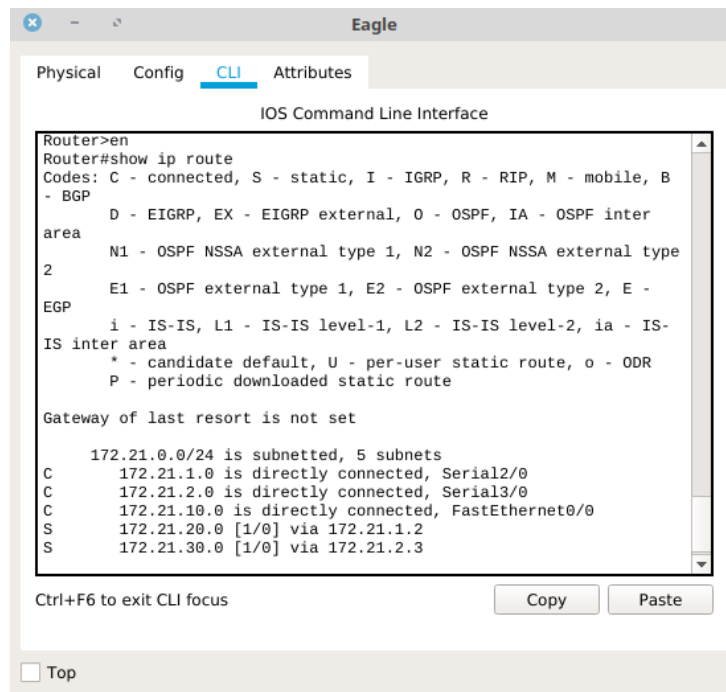 Eagle
Physical Config CLI Attributes
IOS Command Line Interface
Router>en
Router#show ip route
Codes: C - connected, S - static, I - IGRP, R - RIP, M - mobile, B
- BGP
D - EIGRP, EX - EIGRP external, O - OSPF, IA - OSPF inter
area
N1 - OSPF NSSA external type 1, N2 - OSPF NSSA external type
2
E1 - OSPF external type 1, E2 - OSPF external type 2, E -
EGP
i - IS-IS, L1 - IS-IS level-1, L2 - IS-IS level-2, ia - IS-
IS inter area
* - candidate default, U - per-user static route, o - ODR
P - periodic downloaded static route
Gateway of last resort is not set
172.21.0.0/24 is subnetted, 5 subnets
C 172.21.1.0 is directly connected, Serial2/0
C 172.21.2.0 is directly connected, Serial3/0
C 172.21.10.0 is directly connected, FastEthernet0/0
S 172.21.20.0 [1/0] via 172.21.1.2
S 172.21.30.0 [1/0] via 172.21.2.3
Ctrl+F6 to exit CLI focus Copy Paste
Top